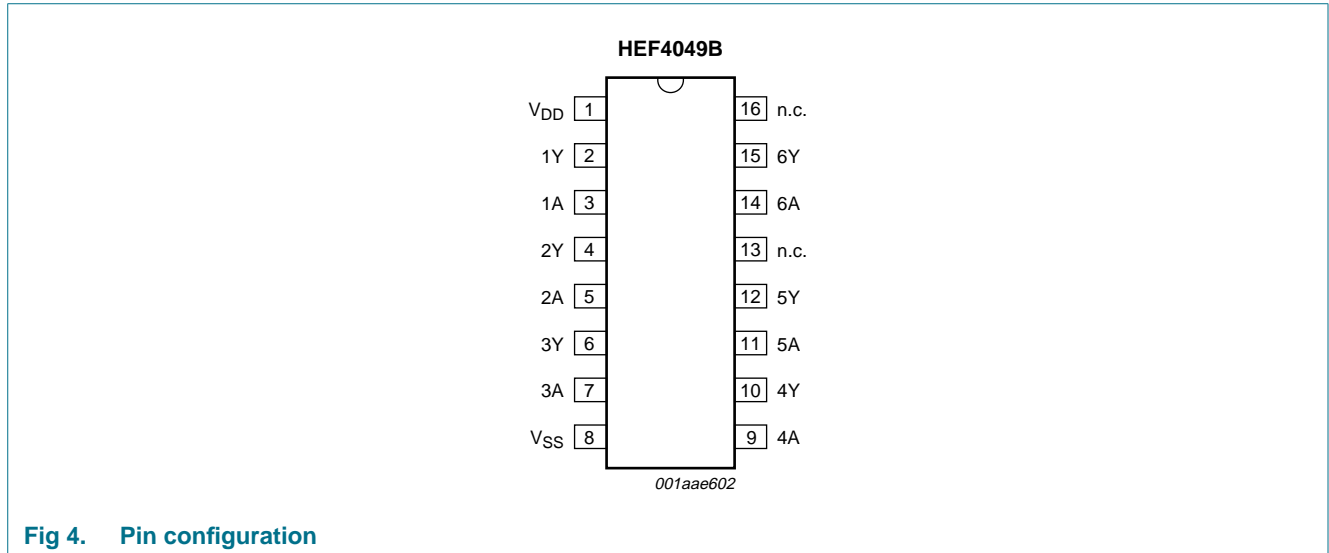 HEF4049B
VDD 1 16 n.c.
1Y 2 15 6Y
1A 3 14 6A
2Y 4 13 n.c.
2A 5 12 5Y
3Y 6 11 5A
3A 7 10 4Y
VSS 8 9 4A
001aae602
Fig 4. Pin configuration